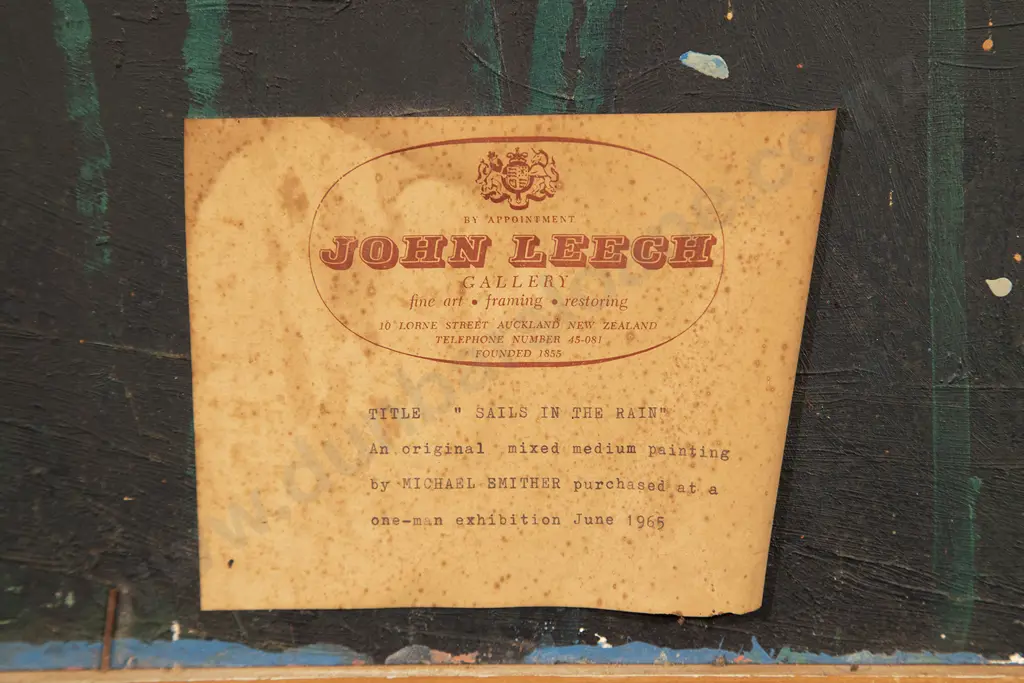 BY APPOINTMENT
JOHN LEECH
GALLERY
fine art • framing • restoring
10 LORNE STREET AUCKLAND NEW ZEALAND
TELEPHONE NUMBER 45-081
FOUNDED 1855
TITLE " SAILS IN THE RAIN"
An original mixed medium painting
by MICHAEL SMITHER purchased at a
one-man exhibition June 1965